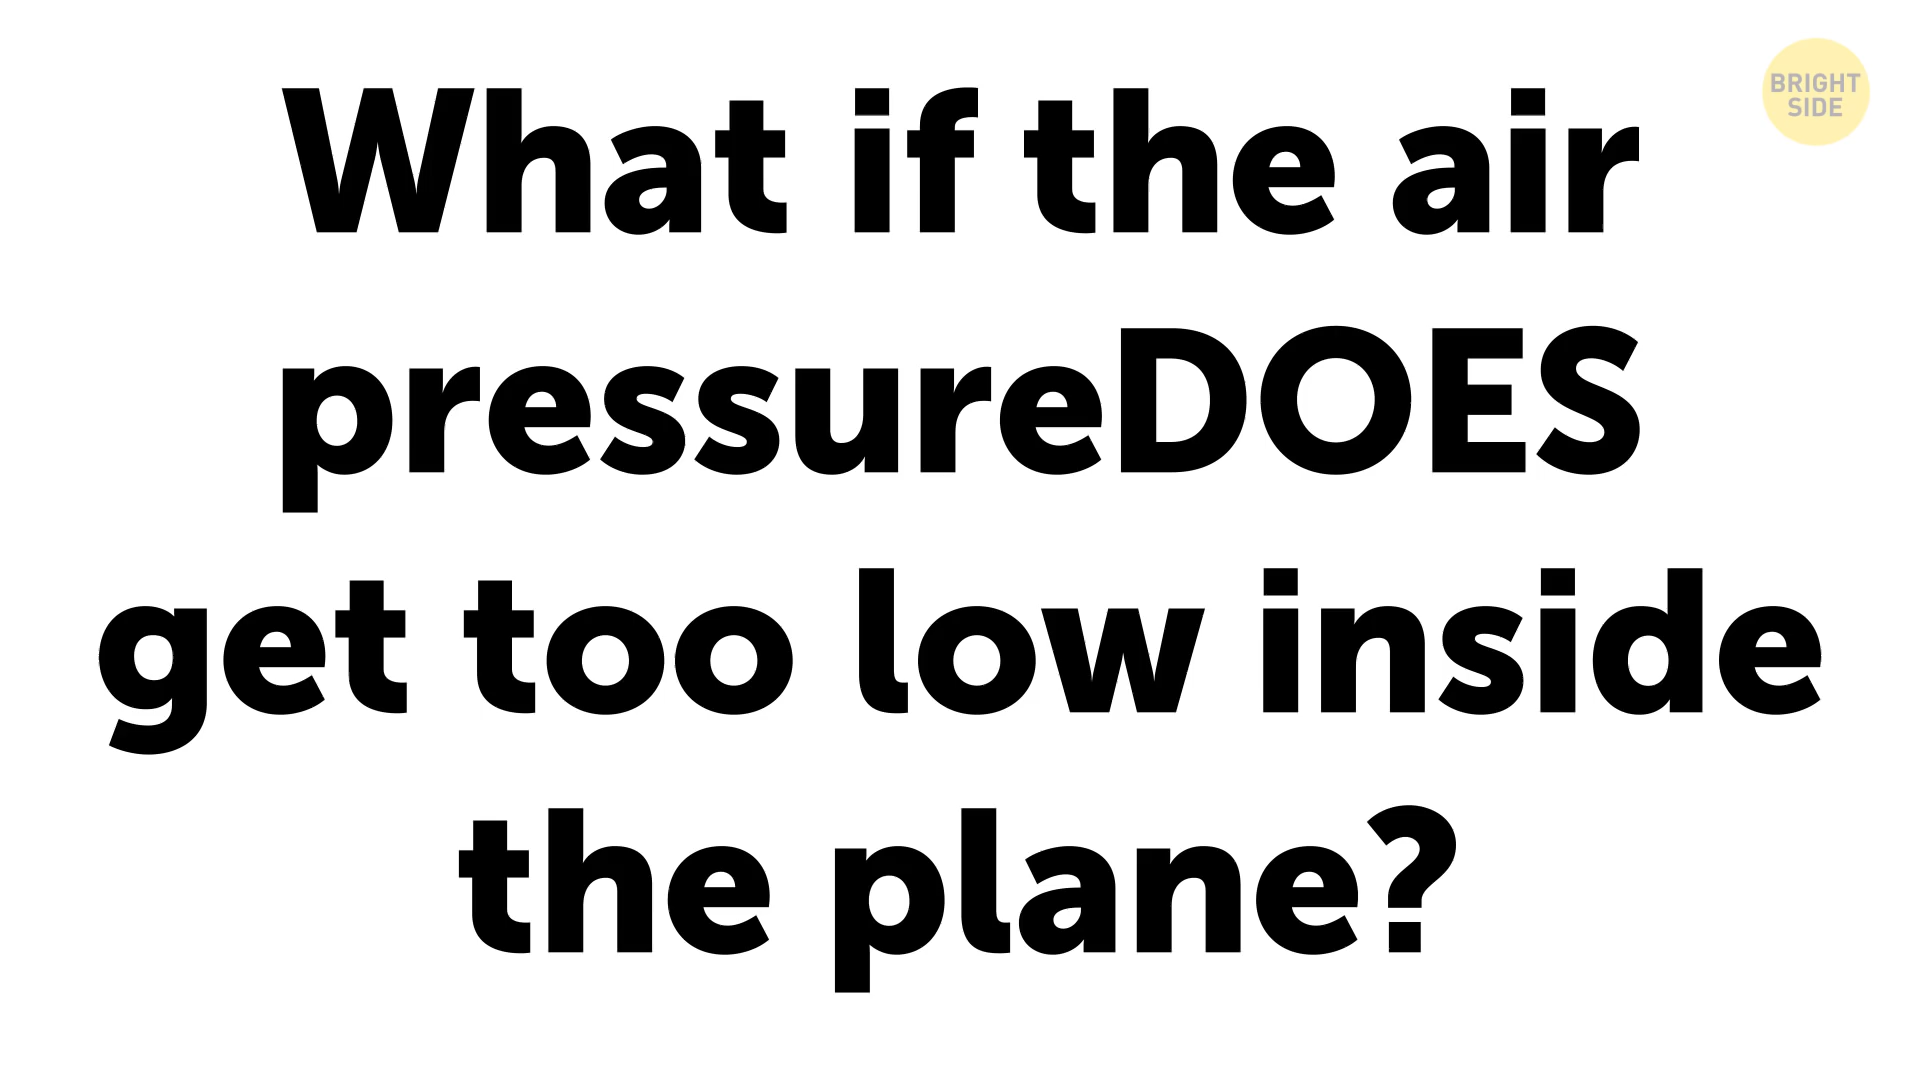 What if the air
pressureDOES
get too low inside
the plane?
BRIGHT
SIDE